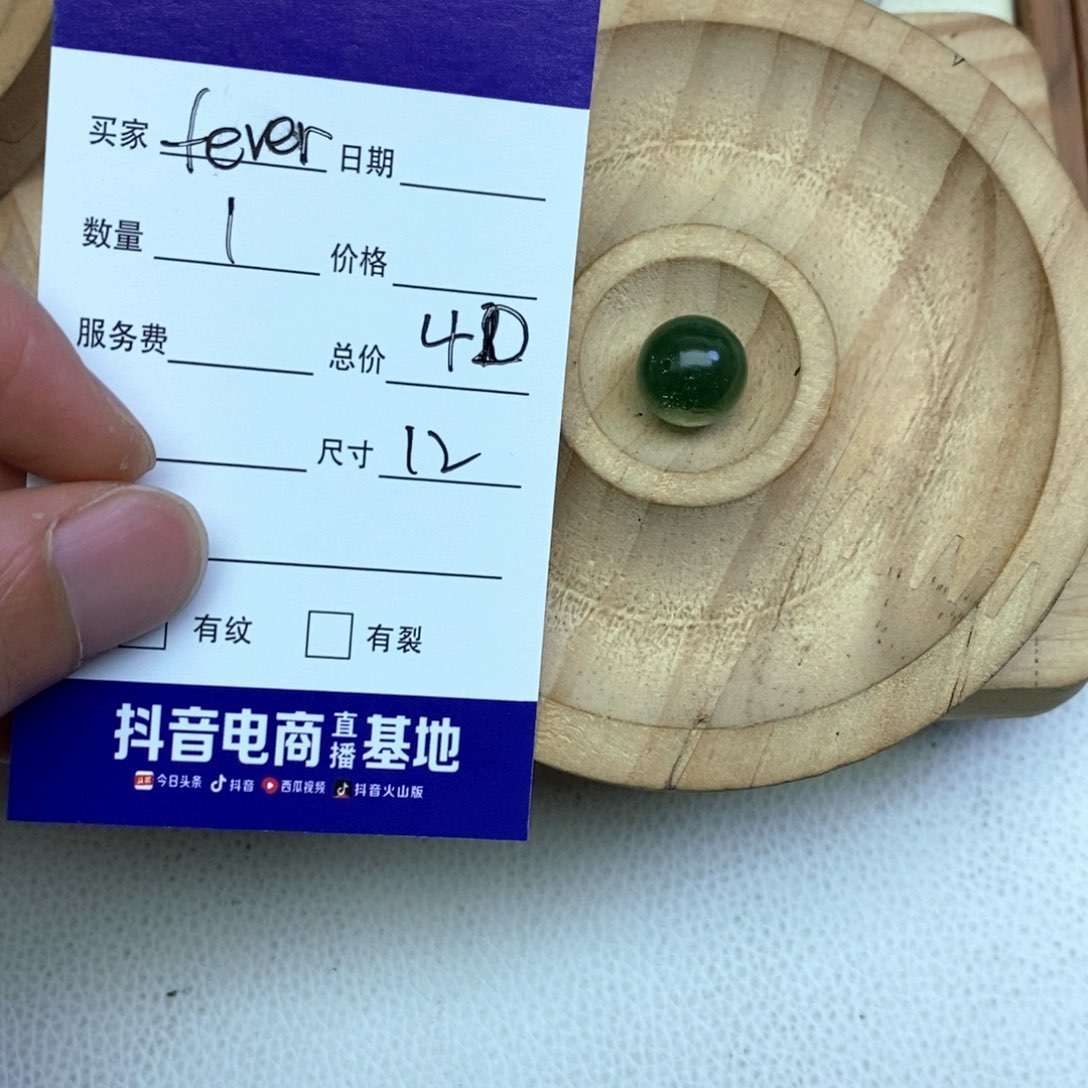 买家 fever 日期
数量 1 价格
服务费 总价 40
尺寸 12
有纹 有裂
抖音电商直播基地
今日头条 抖音 西瓜视频 抖音火山版